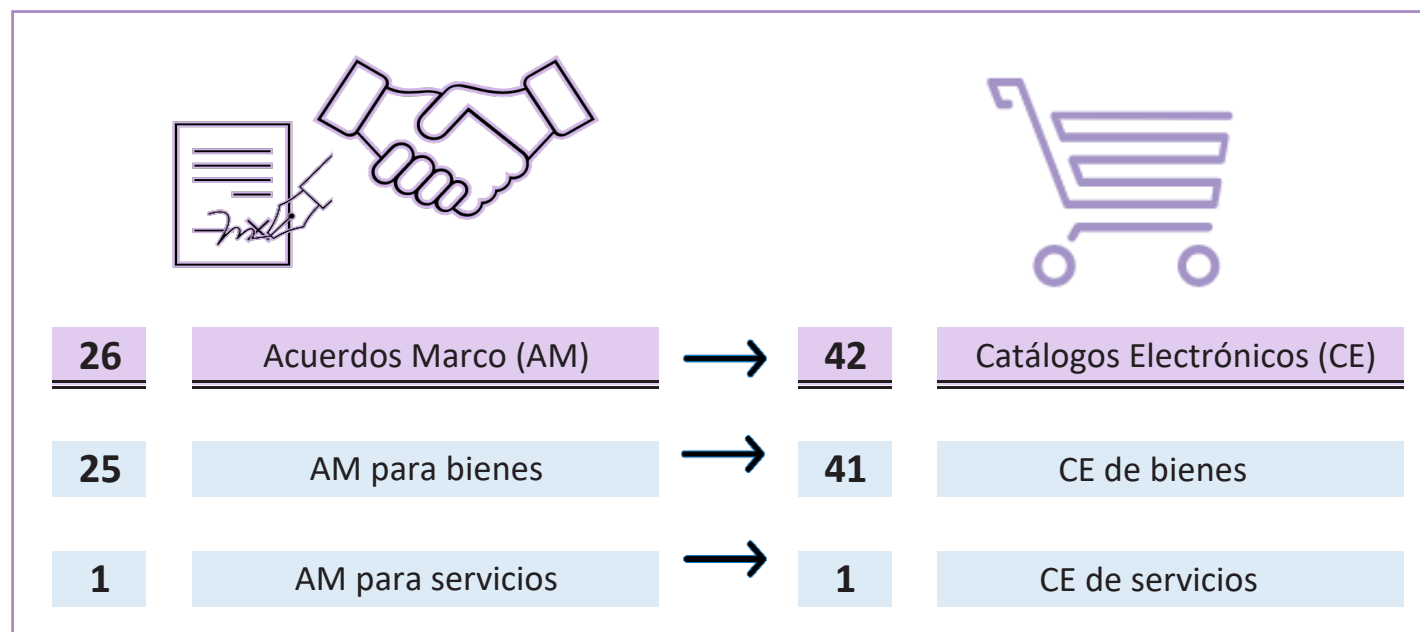 26 Acuerdos Marco (AM) 42 Catálogos Electrónicos (CE)
25 AM para bienes 41 CE de bienes
1 AM para servicios 1 CE de servicios